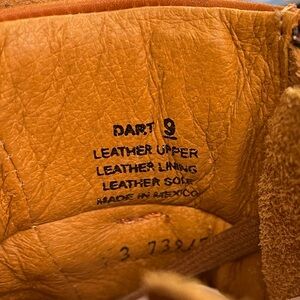 DART 9
LEATHER UPPER
LEATHER LINING
LEATHER SOLE
MADE IN MEXICO